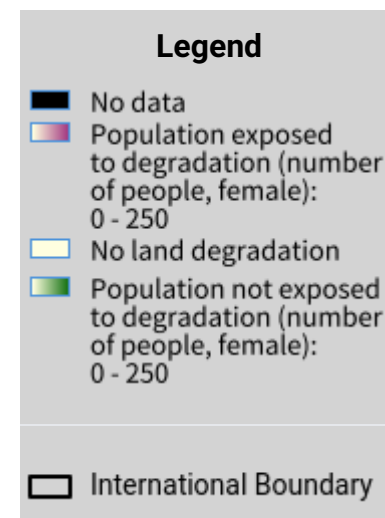 Legend
No data
Population exposed
to degradation (number
of people, female):
0 - 250
No land degradation
Population not exposed
to degradation (number
of people, female):
0 - 250
International Boundary